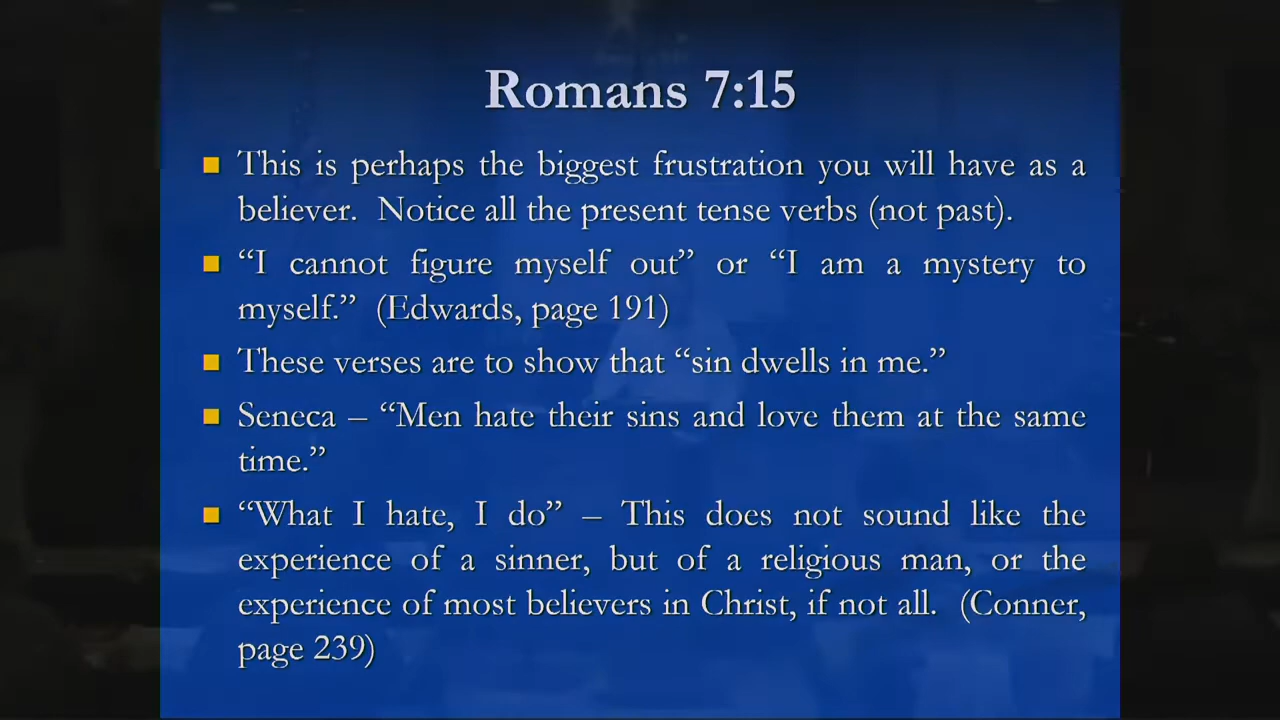 Romans 7:15
This is perhaps the biggest frustration you will have as a
believer.  Notice all the present tense verbs (not past).
“I cannot figure myself out” or “I am a mystery to
myself.”  (Edwards, page 191)
These verses are to show that “sin dwells in me.”
Seneca – “Men hate their sins and love them at the same
time.”
“What I hate, I do” – This does not sound like the
experience of a sinner, but of a religious man, or the
experience of most believers in Christ, if not all.  (Conner,
page 239)